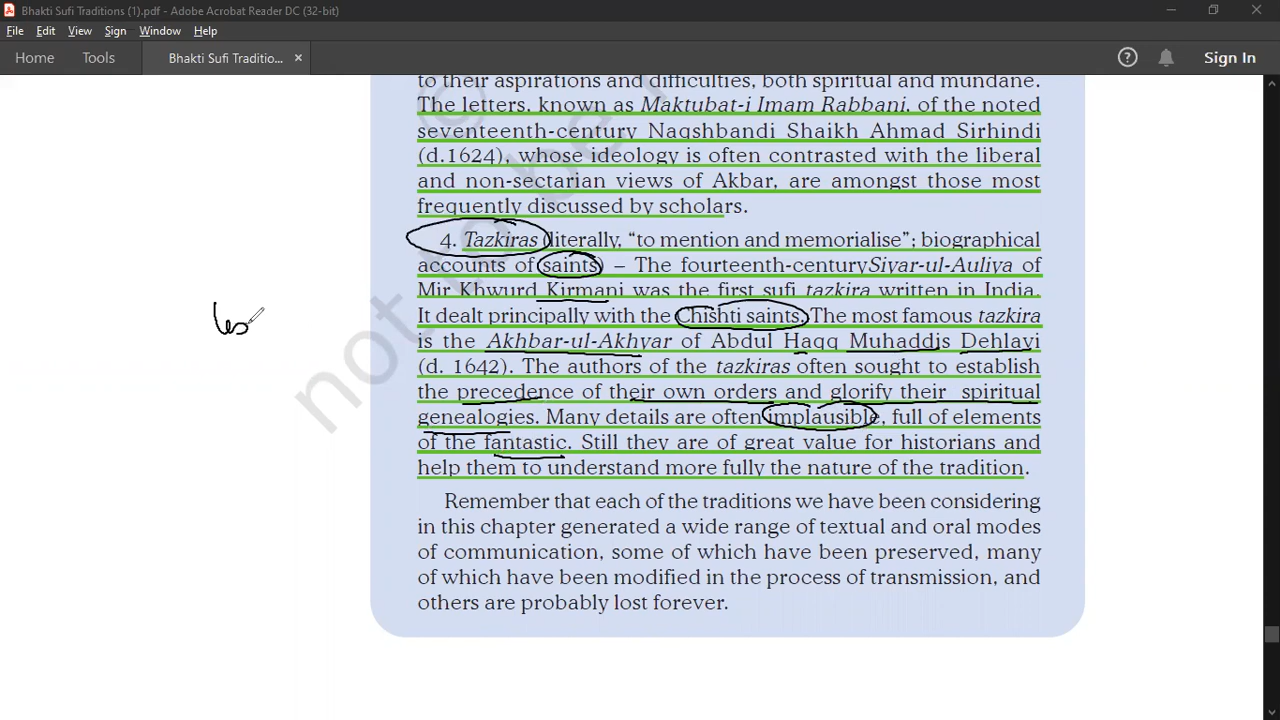 Bhakti Sufi Traditions (1).pdf - Adobe Acrobat Reader DC (32-bit)
File Edit View Sign Window Help
Home Tools Bhakti Sufi Traditio... × Sign In
to their aspirations and difficulties, both spiritual and mundane.
The letters, known as Maktubat-i Imam Rabbani, of the noted
seventeenth-century Naqshbandi Shaikh Ahmad Sirhindi
(d.1624), whose ideology is often contrasted with the liberal
and non-sectarian views of Akbar, are amongst those most
frequently discussed by scholars.
4. Tazkiras (literally, “to mention and memorialise”; biographical
accounts of saints) – The fourteenth-centurySiyar-ul-Auliya of
Mir Khwurd Kirmani was the first sufi tazkira written in India.
It dealt principally with the Chishti saints. The most famous tazkira
is the Akhbar-ul-Akhyar of Abdul Haqq Muhaddis Dehlavi
(d. 1642). The authors of the tazkiras often sought to establish
the precedence of their own orders and glorify their spiritual
genealogies. Many details are often implausible, full of elements
of the fantastic. Still they are of great value for historians and
help them to understand more fully the nature of the tradition.
Remember that each of the traditions we have been considering
in this chapter generated a wide range of textual and oral modes
of communication, some of which have been preserved, many
of which have been modified in the process of transmission, and
others are probably lost forever.
not to be